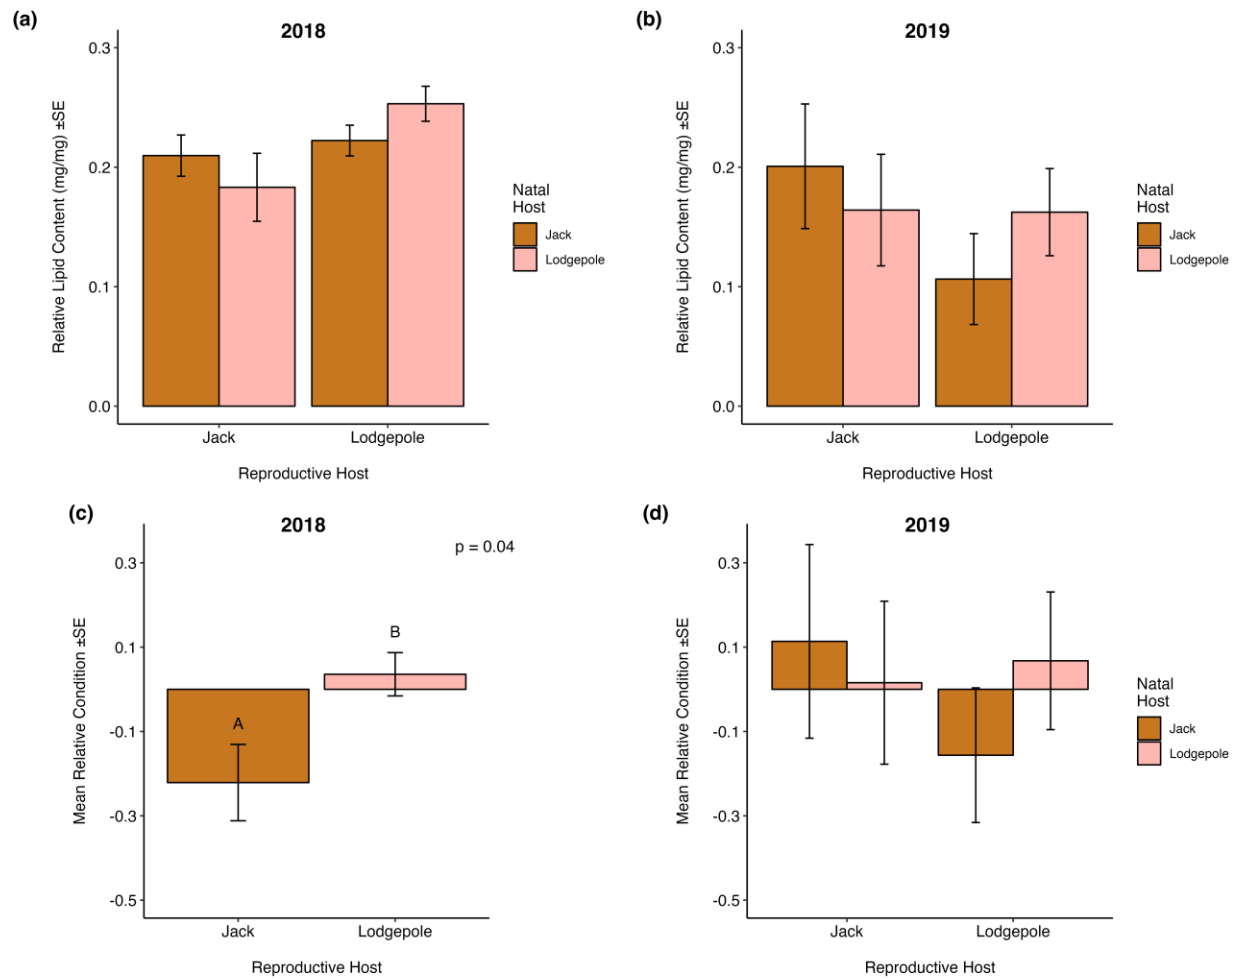 (a)
2018
Relative Lipid Content (mg/mg) ±SE
0.3
0.2
0.1
0.0
Jack
Lodgepole
Reproductive Host
Natal
Host
Jack
Lodgepole
(b)
2019
Relative Lipid Content (mg/mg) ±SE
0.3
0.2
0.1
0.0
Jack
Lodgepole
Reproductive Host
Natal
Host
Jack
Lodgepole
(c)
2018
p = 0.04
Mean Relative Condition ±SE
0.3
0.1
-0.1
-0.3
-0.5
A
B
Jack
Lodgepole
Reproductive Host
(d)
2019
Mean Relative Condition ±SE
0.3
0.1
-0.1
-0.3
-0.5
Jack
Lodgepole
Reproductive Host
Natal
Host
Jack
Lodgepole